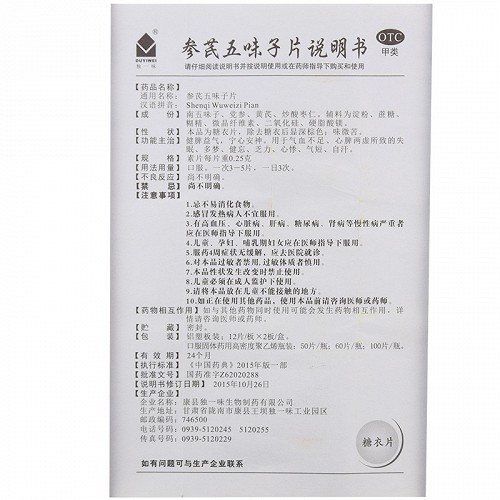 DUYIWEI
独一味
参芪五味子片说明书
OTC
甲类
请仔细阅读说明书并按说明使用或在药师指导下购买和使用
【药品名称】
通用名称：参芪五味子片
汉语拼音：Shenqi Wuweizi Pian
【成 份】南五味子、党参、黄芪、炒酸枣仁。辅料为淀粉、蔗糖、
糊精、微晶纤维素、二氧化硅、硬脂酸镁。
【性 状】本品为糖衣片，除去糖衣后显深棕色；味微苦。
【功能主治】健脾益气，宁心安神。用于气血不足、心脾两虚所致的失
眠、多梦、健忘、乏力、心悸、气短、自汗。
【规 格】素片每片重0.25克
【用法用量】口服。一次3—5片，一日3次。
【不良反应】尚不明确。
【禁 忌】尚不明确。
【注意事项】
1.忌不易消化食物。
2.感冒发热病人不宜服用。
3.有高血压、心脏病、肝病、糖尿病、肾病等慢性病严重者
应在医师指导下服用。
4.儿童、孕妇、哺乳期妇女应在医师指导下服用。
5.服药4周症状无缓解，应去医院就诊。
6.对本品过敏者禁用，过敏体质者慎用。
7.本品性状发生改变时禁止使用。
8.儿童必须在成人监护下使用。
9.请将本品放在儿童不能接触的地方。
10.如正在使用其他药品，使用本品前请咨询医师或药师。
【药物相互作用】如与其他药物同时使用可能会发生药物相互作用，详
情请咨询医师或药师。
【贮 藏】密封。
【包 装】铝塑板装；12片/板×2板/盒。
口服固体药用高密度聚乙烯瓶装；50片/瓶；60片/瓶；100片/瓶。
【有 效 期】24个月
【执行标准】《中国药典》2015年版一部
【批准文号】国药准字Z62020288
【说明书修订日期】2015年10月26日
【生产企业】
企业名称：康县独一味生物制药有限公司
生产地址：甘肃省陇南市康县王坝独一味工业园区
邮政编码：746500
电话号码：0939-5120245 5120255
传真号码：0939-5120229
糖衣片
如有问题可与生产企业联系